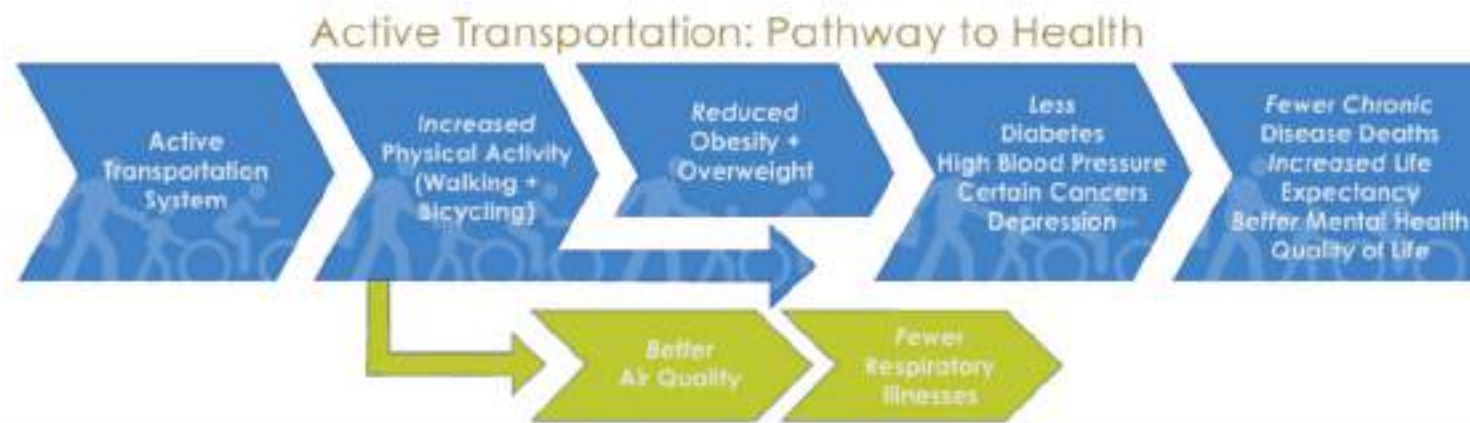 Active Transportation: Pathway to Health
Active
Transportation
System
Increased
Physical Activity
(Walking +
Bicycling)
Reduced
Obesity +
Overweight
Less
Diabetes
High Blood Pressure
Certain Cancers
Depression
Fewer Chronic
Disease Deaths
Increased Life
Expectancy
Better Mental Health
Quality of Life
Better
Air Quality
Fewer
Respiratory
Illnesses